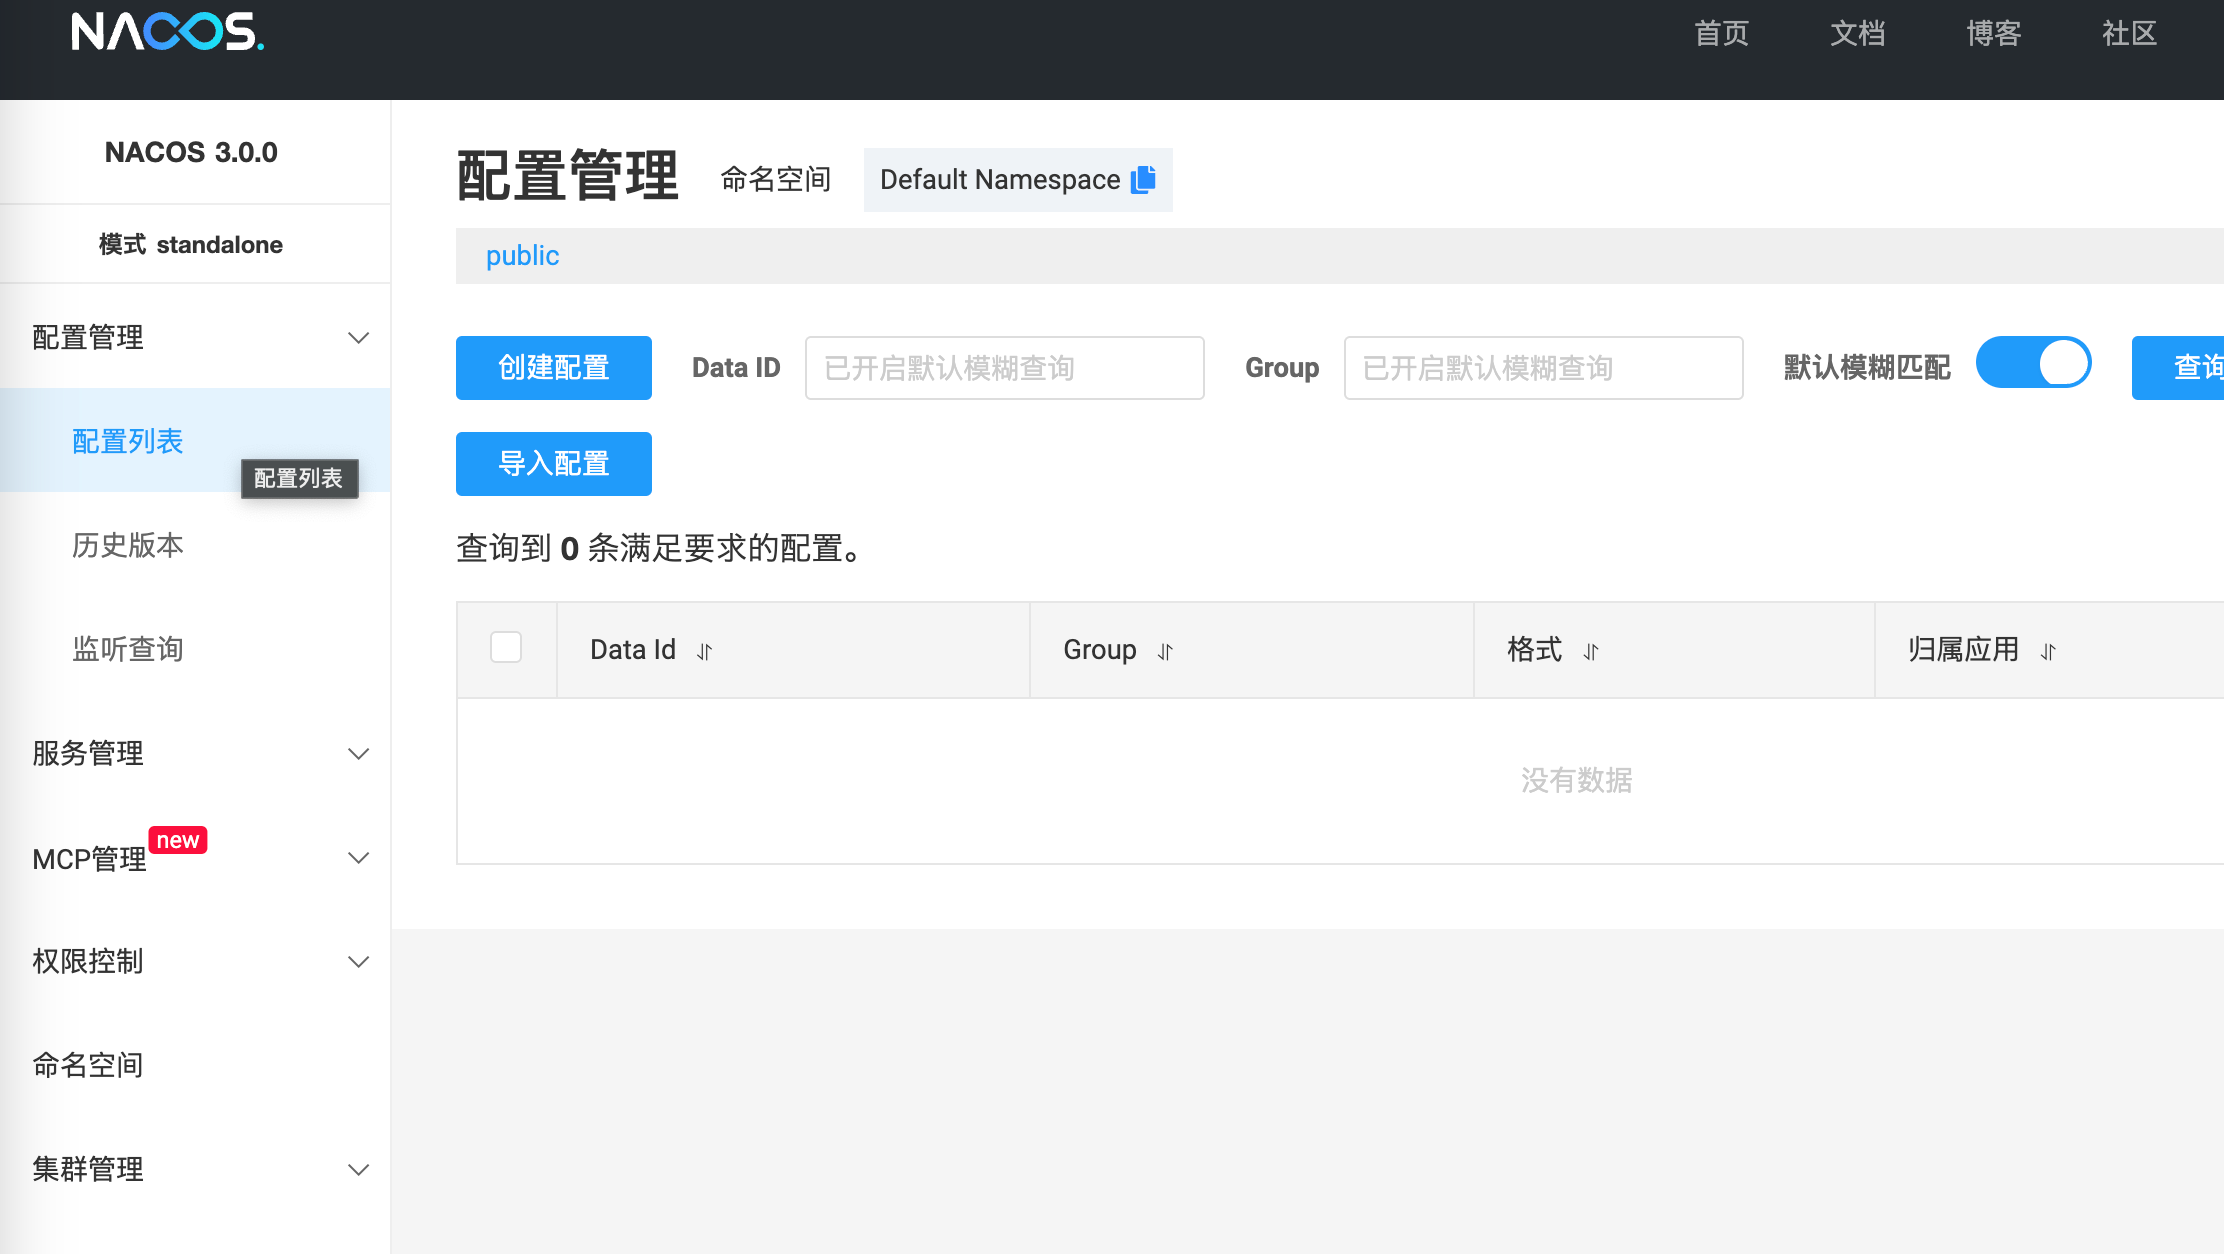 NACOS.
首页 文档 博客 社区
NACOS 3.0.0
模式 standalone
配置管理
配置列表
配置列表
历史版本
监听查询
服务管理
MCP管理 new
权限控制
命名空间
集群管理
配置管理 命名空间 Default Namespace
public
创建配置 Data ID 已开启默认模糊查询 Group 已开启默认模糊查询 默认模糊匹配 查询
导入配置
查询到 0 条满足要求的配置。
Data Id Group 格式 归属应用
没有数据